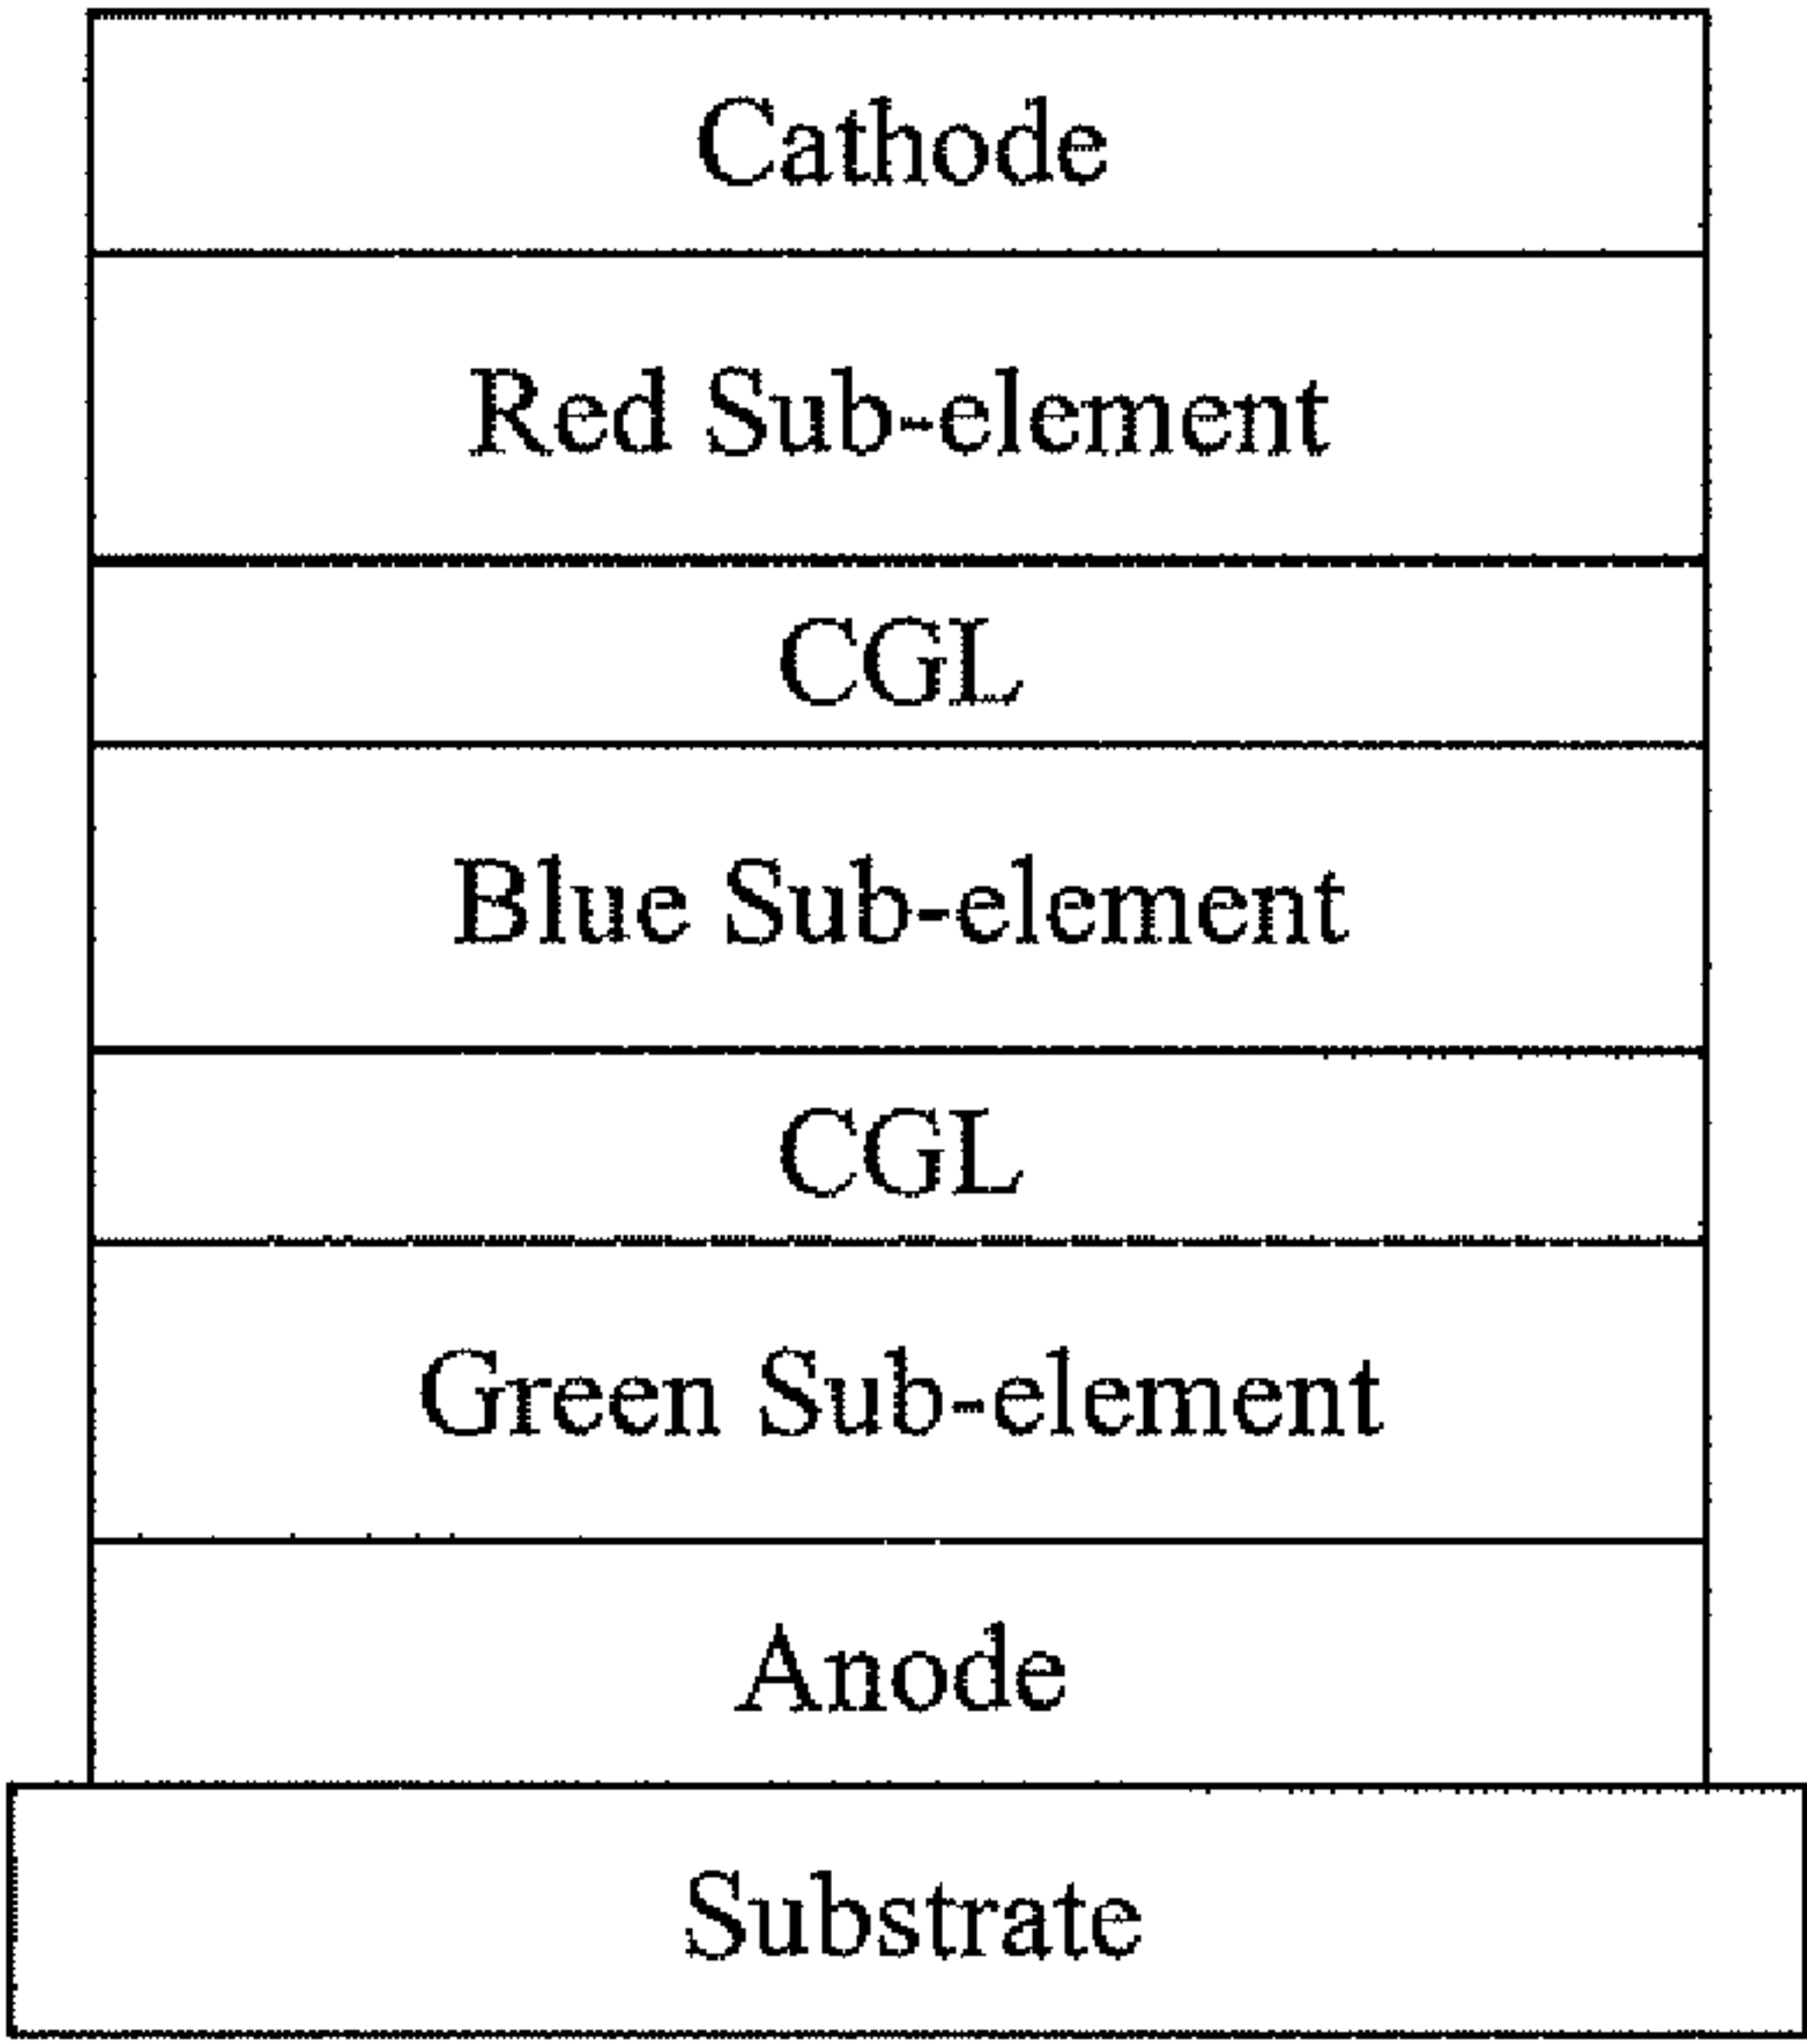 Cathode
Red Sub-element
CGL
Blue Sub-element
CGL
Green Sub-element
Anode
Substrate